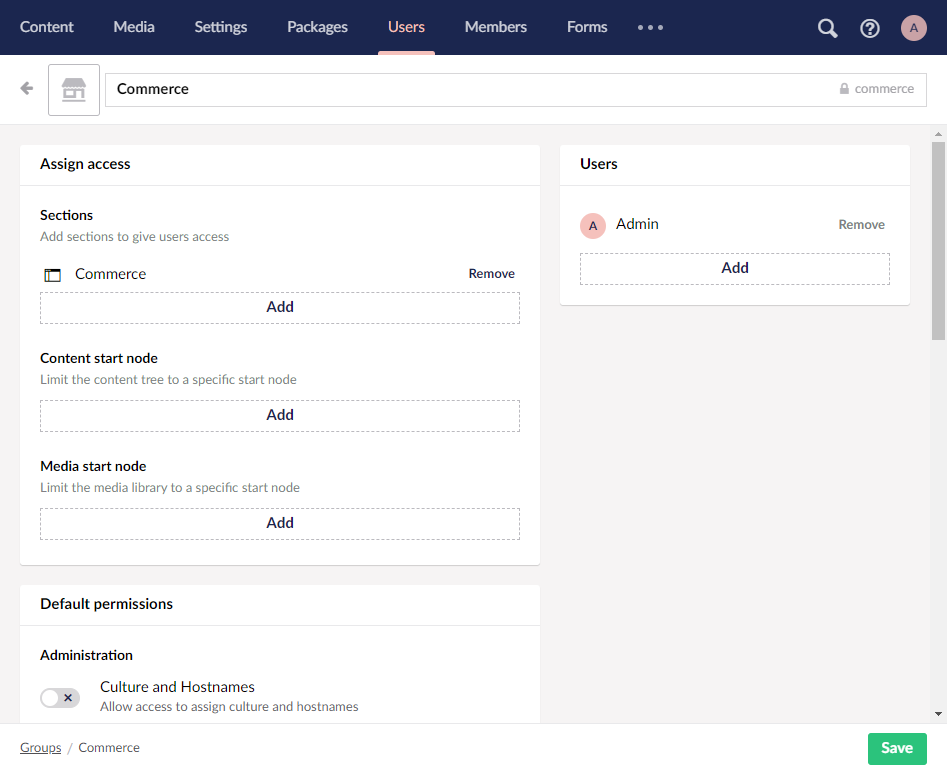 Content Media Settings Packages Users Members Forms A
Commerce commerce
Assign access
Sections
Add sections to give users access
Commerce Remove
Add
Content start node
Limit the content tree to a specific start node
Add
Media start node
Limit the media library to a specific start node
Add
Users
A Admin Remove
Add
Default permissions
Administration
Culture and Hostnames
Allow access to assign culture and hostnames
Groups / Commerce Save